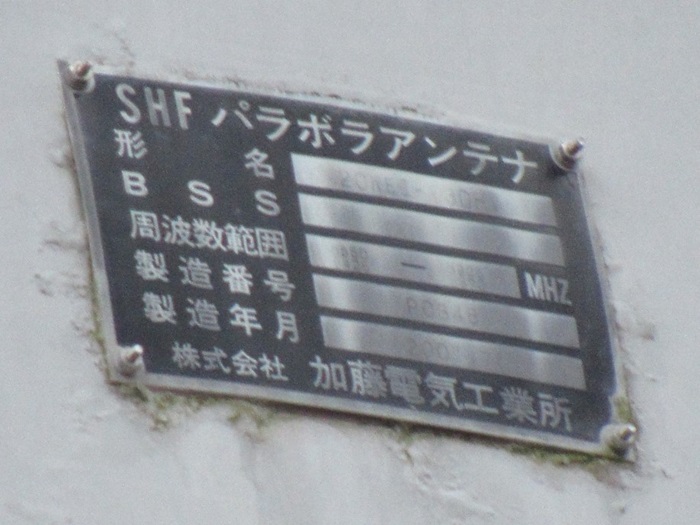 SHF パラボラアンテナ
形名
BSS
周波数範囲 — MHZ
製造番号
製造年月
株式会社 加藤電気工業所